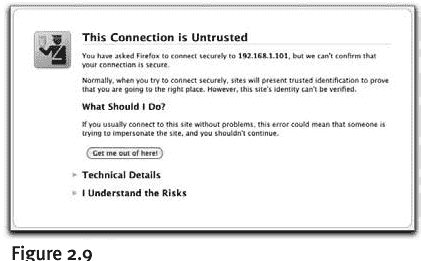 This Connection is Untrusted
You have asked Firefox to connect securely to 192.168.1.101, but we can't confirm that
your connection is secure.
Normally, when you try to connect securely, sites will present trusted identification to prove
that you are going to the right place. However, this site's identity can't be verified.
What Should I Do?
If you usually connect to this site without problems, this error could mean that someone is
trying to impersonate the site, and you shouldn't continue.
Get me out of here!
Technical Details
I Understand the Risks
Figure 2.9